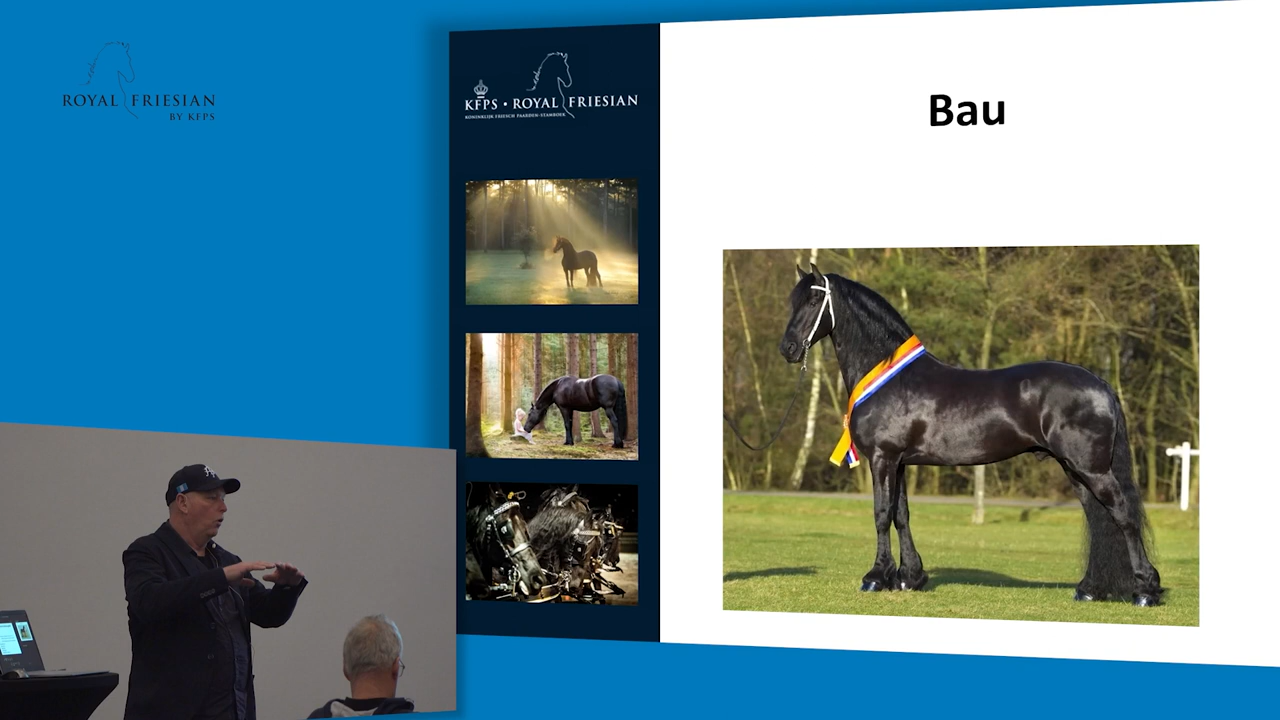 ROYAL FRIESIAN
BY KFPS
KFPS • ROYAL FRIESIAN
KONINKLIJK FRIESCH PAARDEN-STAMBOEK
Bau